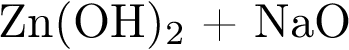 Zn(OH)₂ + NaO